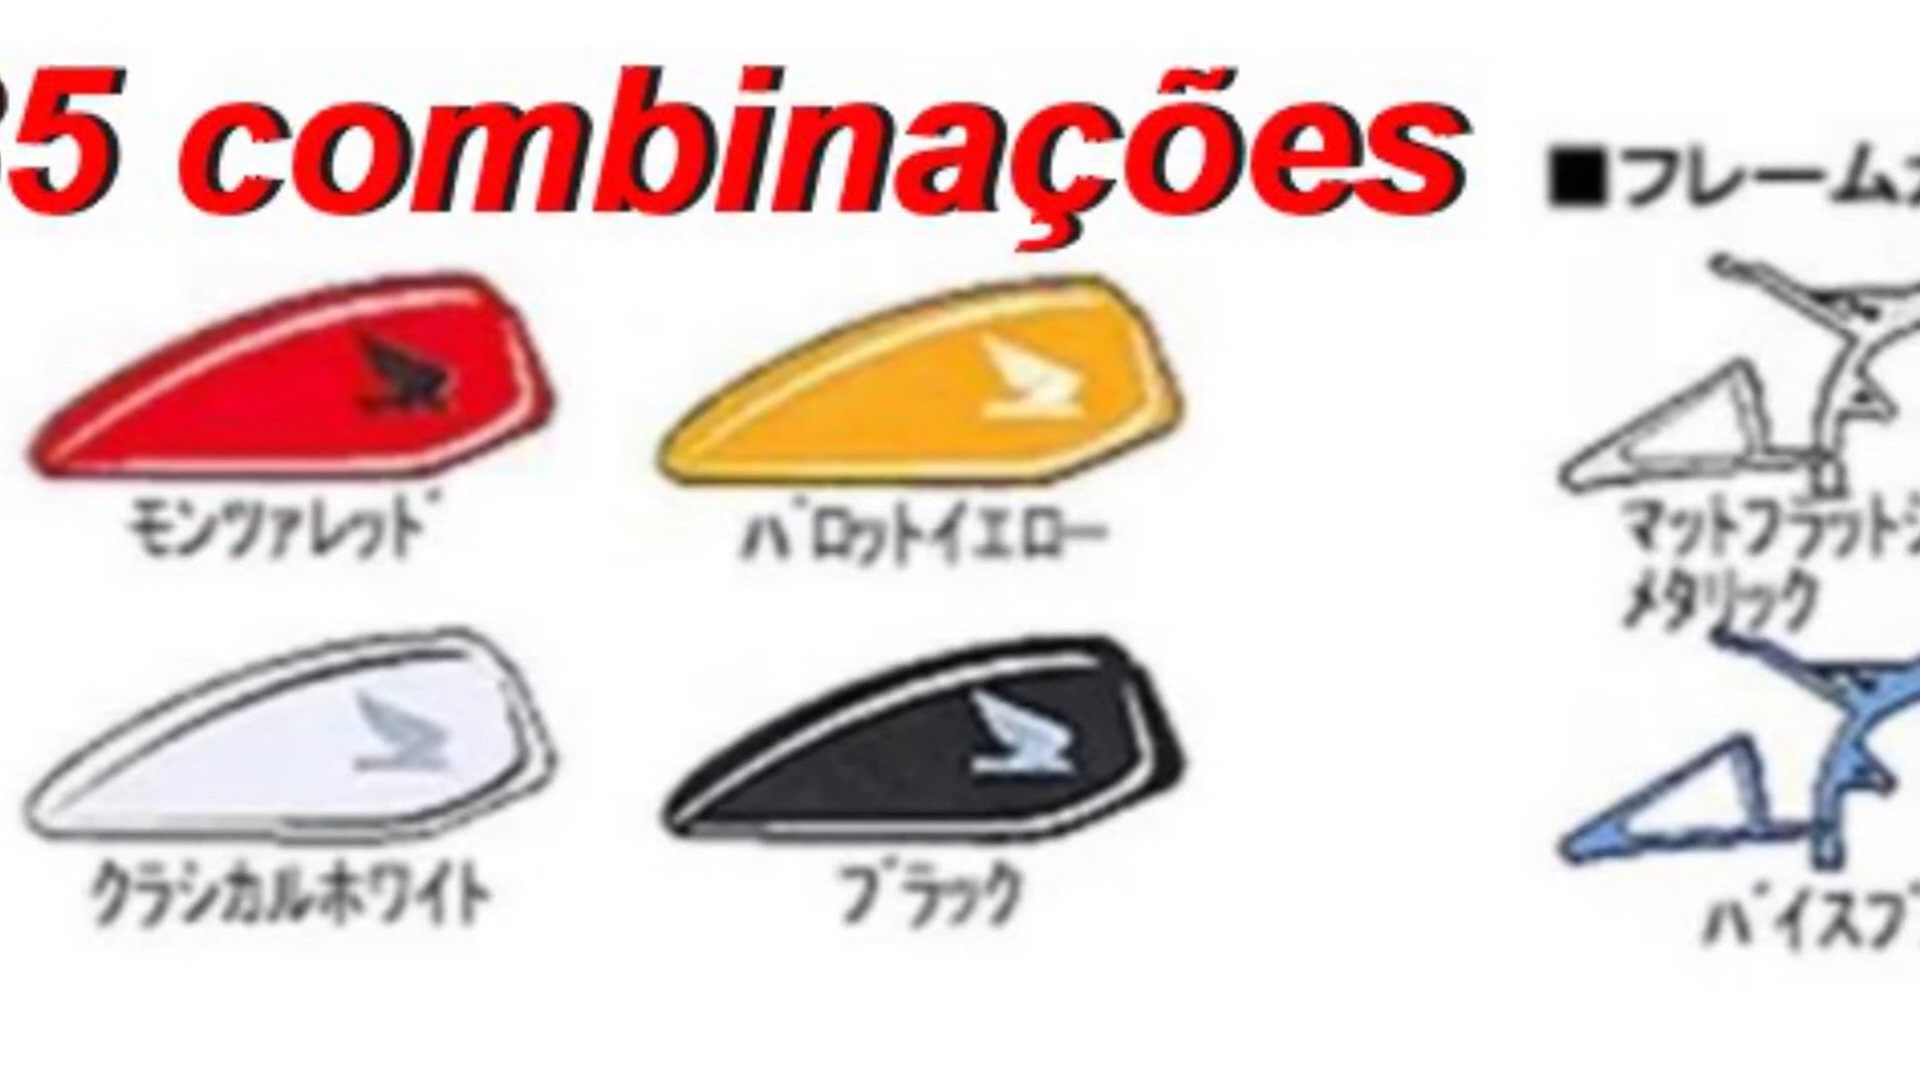 5 combinações
■フレーム
モンツァレッド
パロットイエロー
マットフラット
メタリック
クラシカルホワイト
ブラック
バイス